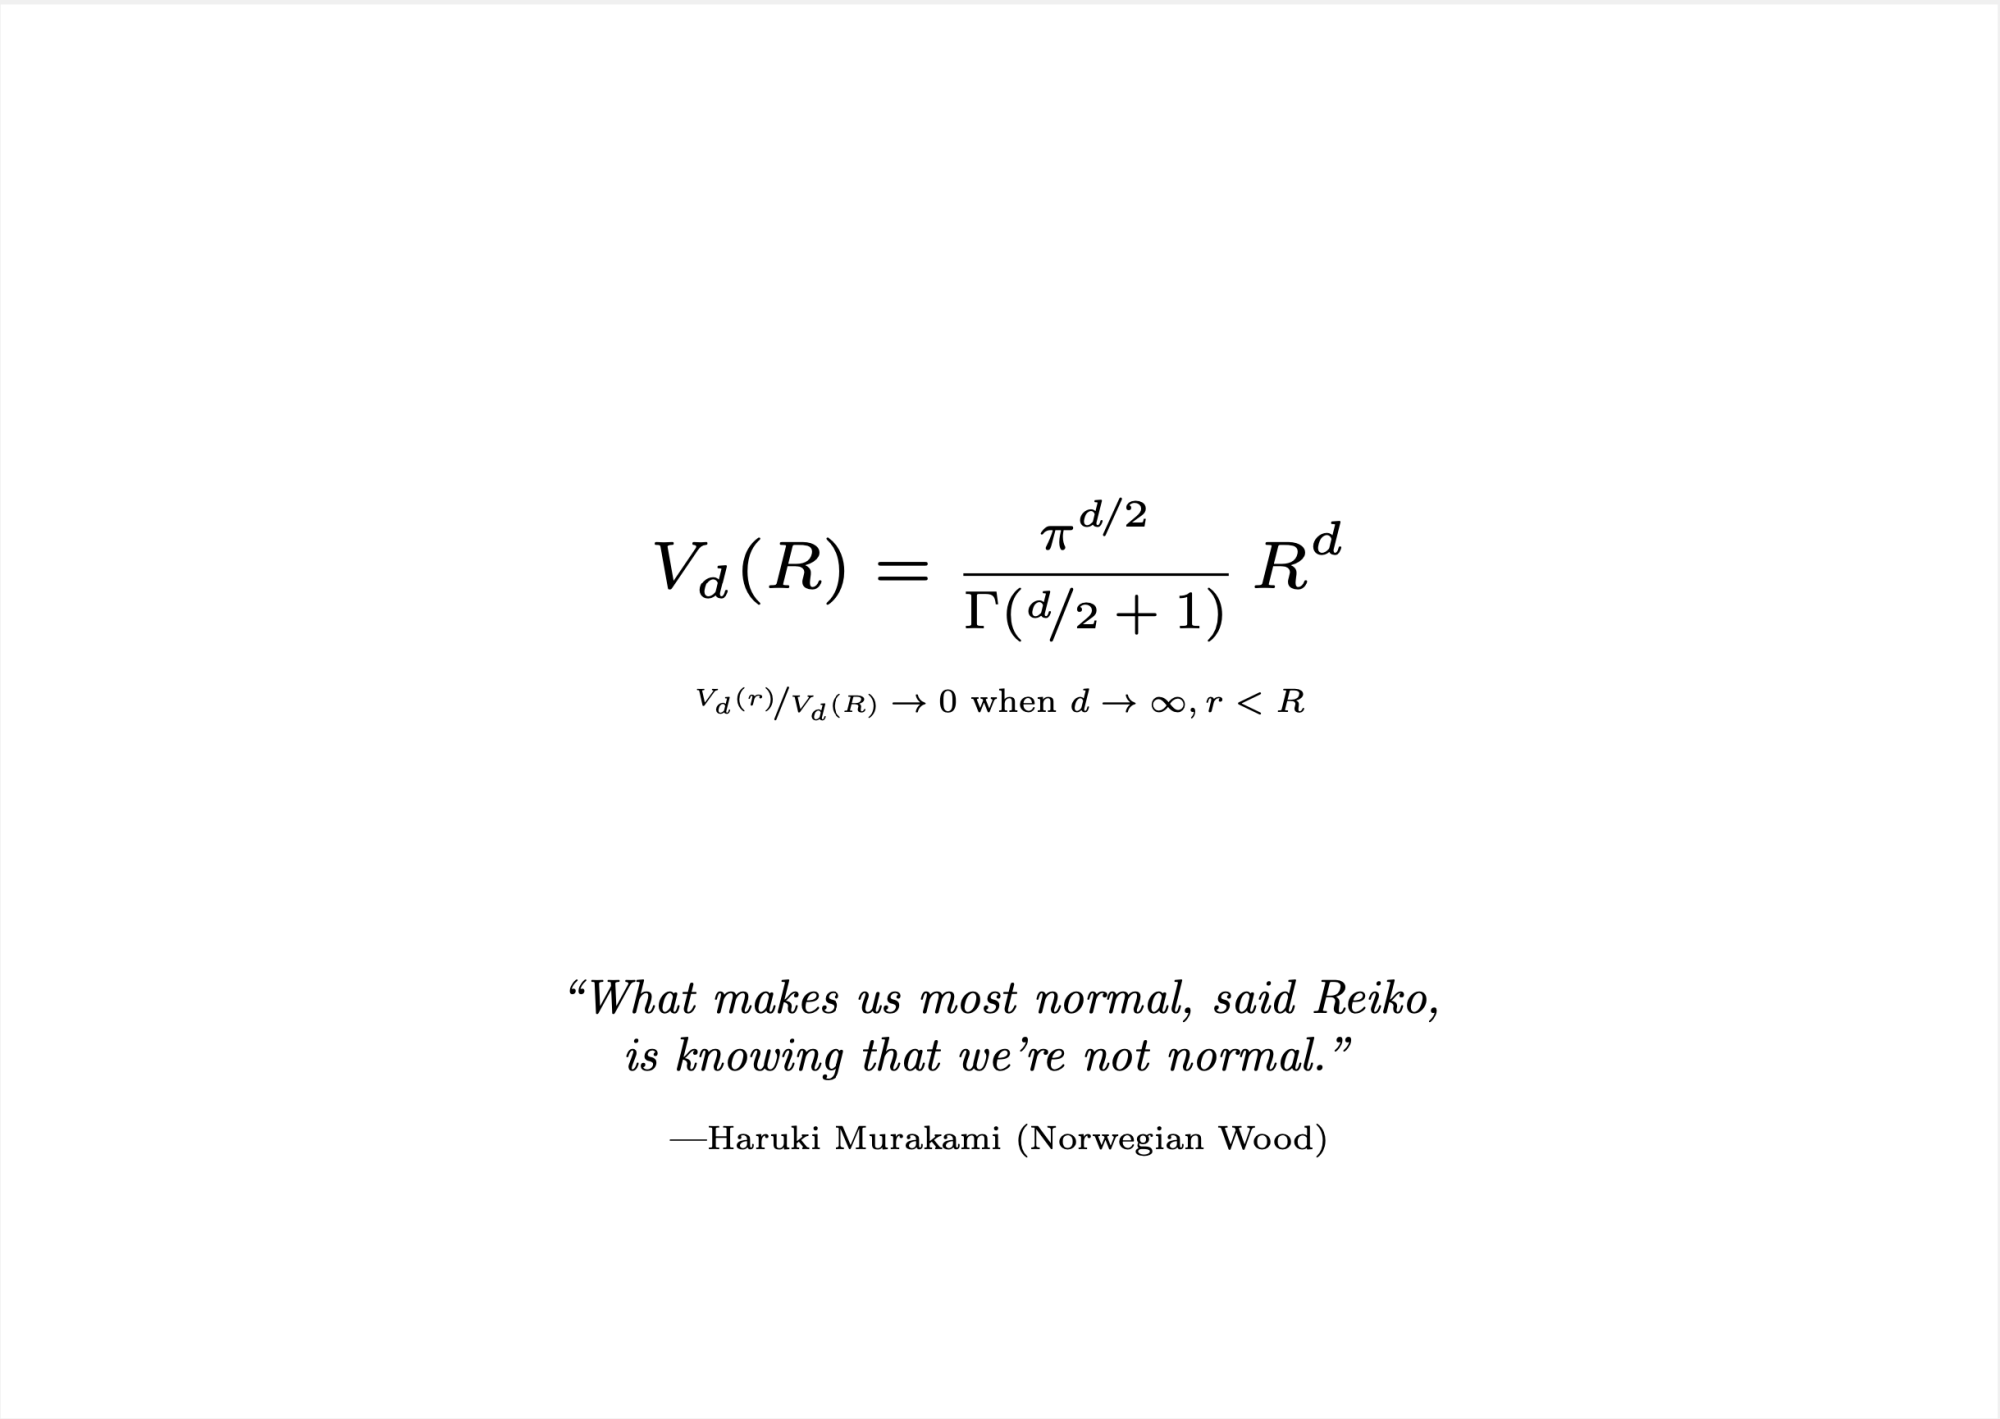 V_d(R) = π^{d/2} / Γ(d/2 + 1) R^d
V_d(r)/V_d(R) → 0 when d → ∞, r < R
“What makes us most normal, said Reiko,
is knowing that we’re not normal.”
—Haruki Murakami (Norwegian Wood)